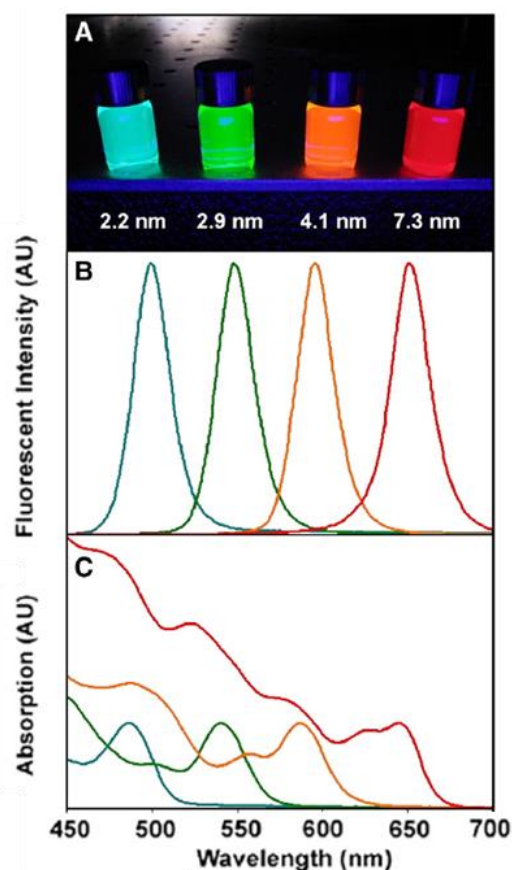 A
2.2 nm 2.9 nm 4.1 nm 7.3 nm
Fluorescent Intensity (AU)
B
Absorption (AU)
C
450 500 550 600 650 700
Wavelength (nm)